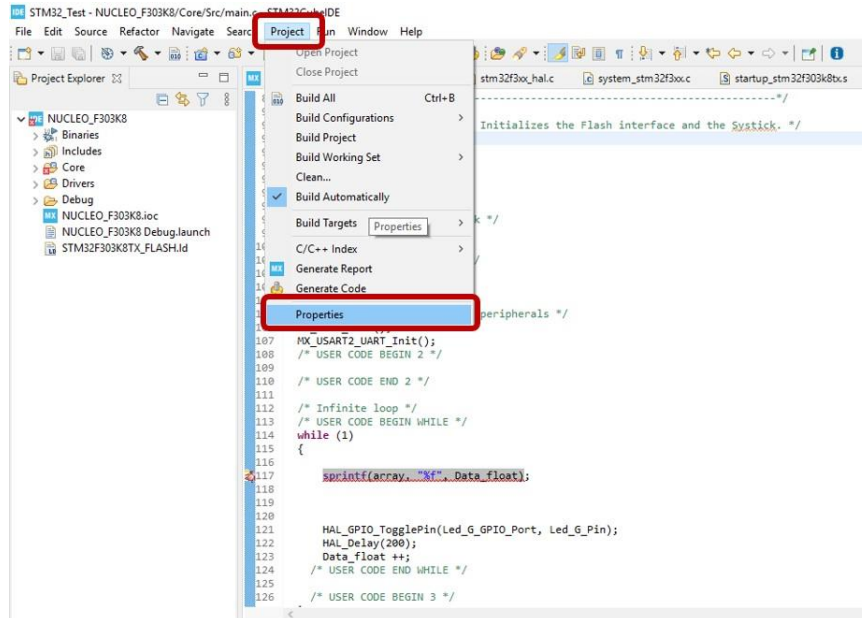 IDE STM32_Test - NUCLEO_F303K8/Core/Src/main.c - STM32CubeIDE
File Edit Source Refactor Navigate Search Project Run Window Help
Project Explorer
stm32f3xx_hal.c
system_stm32f3xx.c
startup_stm32f303k8tx.s
NUCLEO_F303K8
Binaries
Includes
Core
Drivers
Debug
MX NUCLEO_F303K8.ioc
NUCLEO_F303K8 Debug.launch
STM32F303K8TX_FLASH.ld
Open Project
Close Project
Build All Ctrl+B
Build Configurations
Build Project
Build Working Set
Clean...
Build Automatically
Build Targets
Properties
C/C++ Index
MX Generate Report
Generate Code
Properties
----------------------------------------*/
Initializes the Flash interface and the Systick. */
k */
/
peripherals */
107 MX_USART2_UART_Init();
108 /* USER CODE BEGIN 2 */
109
110 /* USER CODE END 2 */
111
112 /* Infinite loop */
113 /* USER CODE BEGIN WHILE */
114 while (1)
115 {
116
117 sprintf(array, "%f", Data_float);
118
119
120
121 HAL_GPIO_TogglePin(Led_G_GPIO_Port, Led_G_Pin);
122 HAL_Delay(200);
123 Data_float ++;
124 /* USER CODE END WHILE */
125
126 /* USER CODE BEGIN 3 */